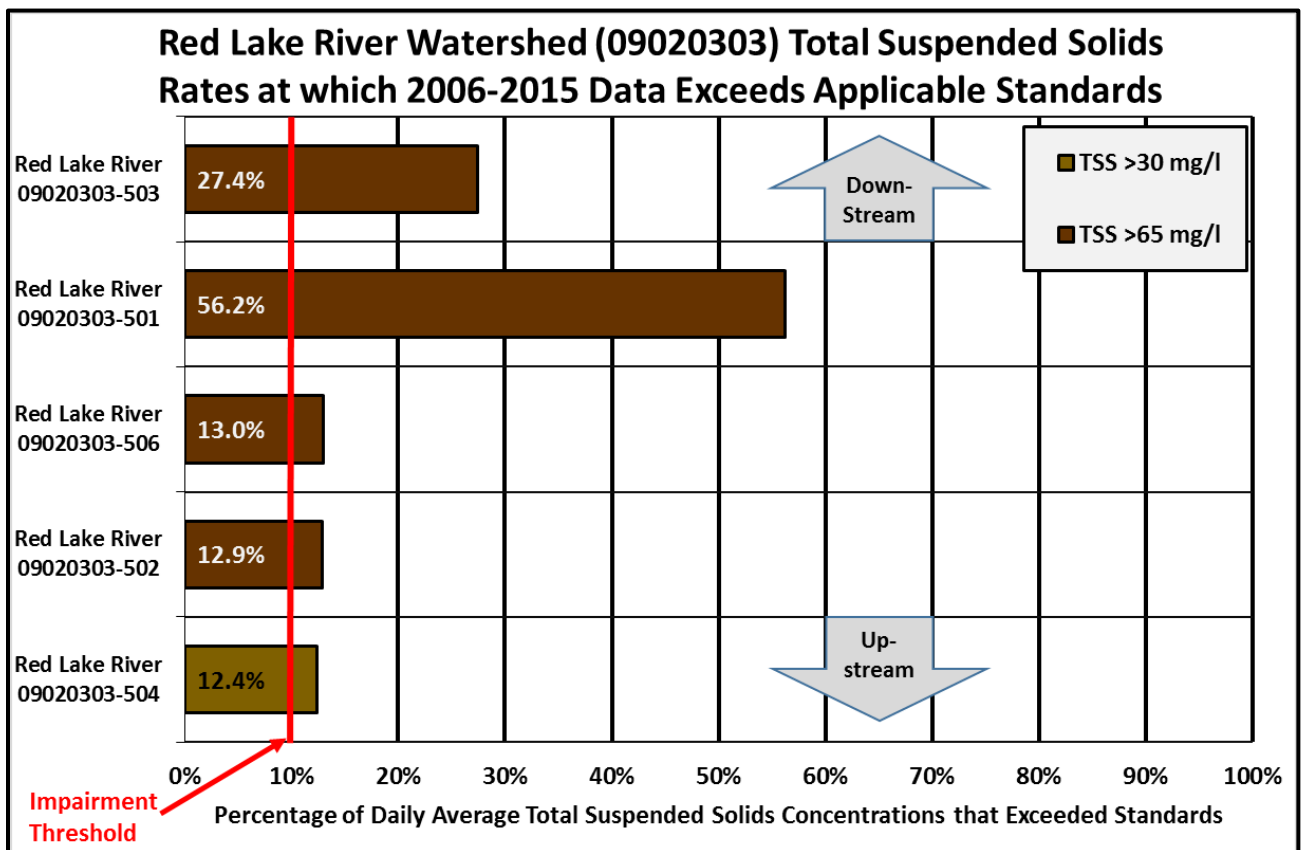 Red Lake River Watershed (09020303) Total Suspended Solids
Rates at which 2006-2015 Data Exceeds Applicable Standards
Red Lake River
09020303-503
27.4%
Down-
Stream
TSS >30 mg/l
TSS >65 mg/l
Red Lake River
09020303-501
56.2%
Red Lake River
09020303-506
13.0%
Red Lake River
09020303-502
12.9%
Red Lake River
09020303-504
12.4%
Up-
stream
0% 10% 20% 30% 40% 50% 60% 70% 80% 90% 100%
Impairment
Threshold
Percentage of Daily Average Total Suspended Solids Concentrations that Exceeded Standards